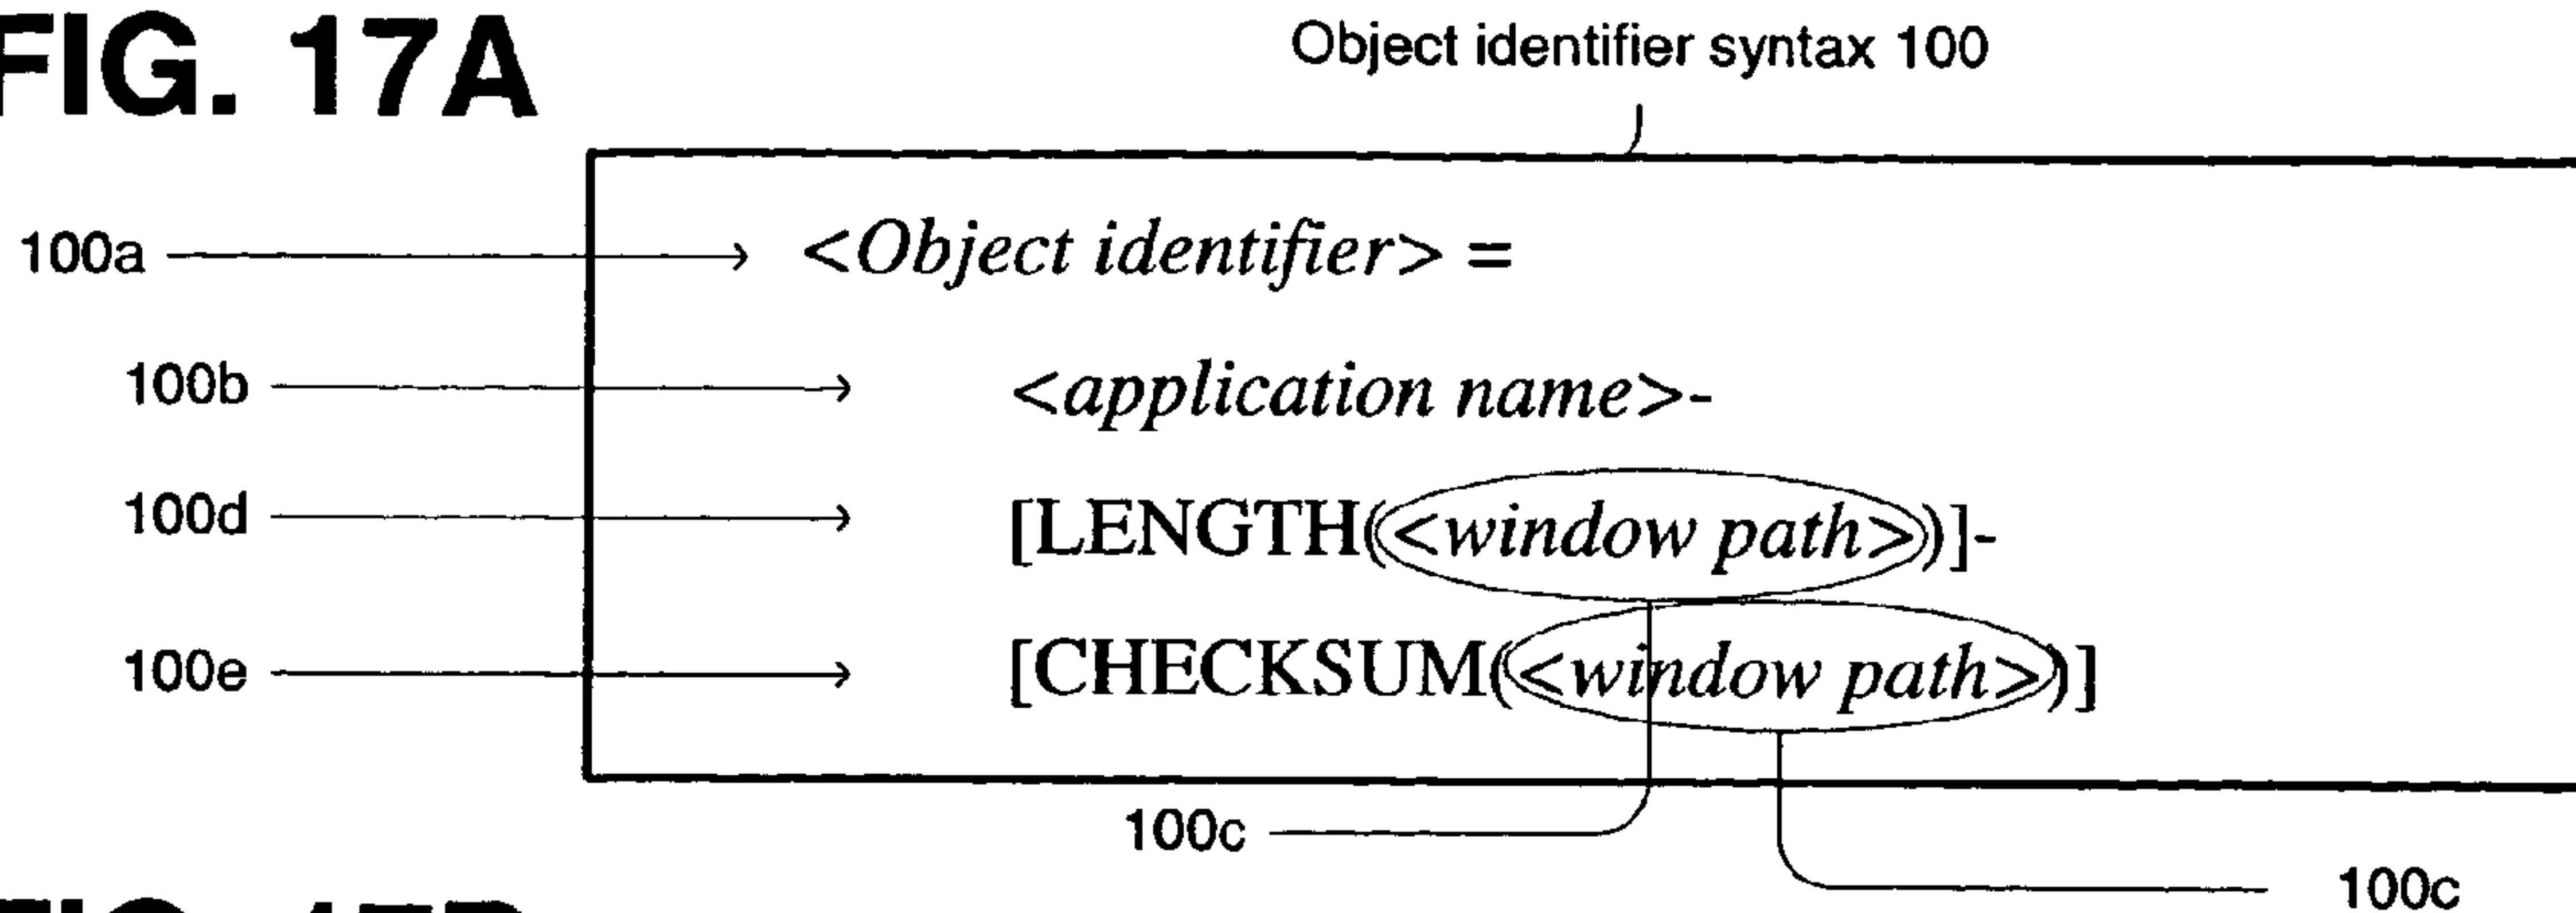 FIG. 17A
Object identifier syntax 100
100a <Object identifier> =
100b <application name>-
100d [LENGTH(<window path>)]-
100e [CHECKSUM(<window path>)]
100c
100c